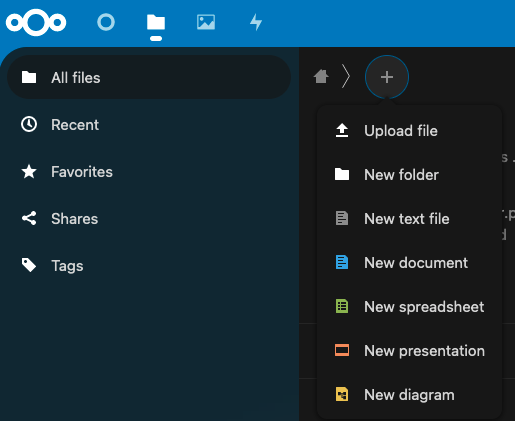 All files
Recent
Favorites
Shares
Tags
Upload file
New folder
New text file
New document
New spreadsheet
New presentation
New diagram